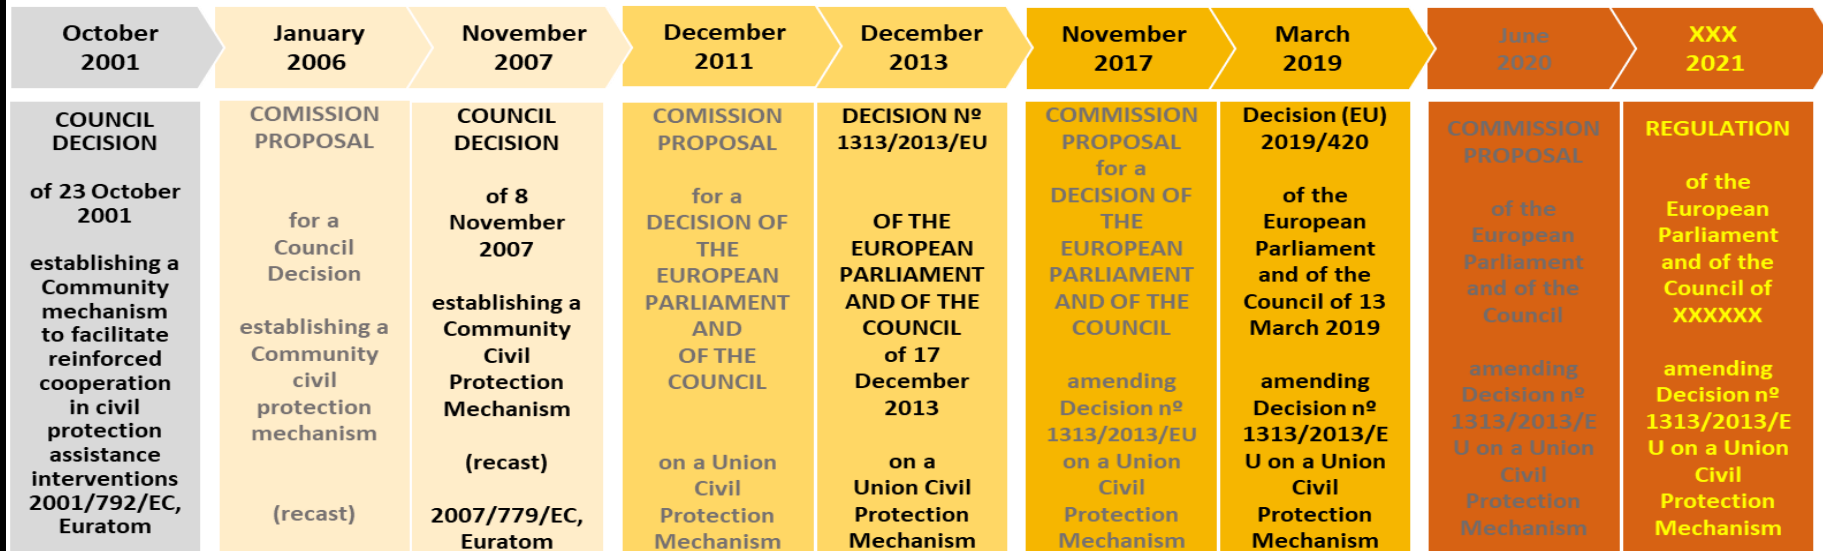 October
2001
January
2006
November
2007
December
2011
December
2013
November
2017
March
2019
June
2020
XXX
2021
COUNCIL
DECISION
of 23 October
2001
establishing a
Community
mechanism
to facilitate
reinforced
cooperation
in civil
protection
assistance
interventions
2001/792/EC,
Euratom
COMISSION
PROPOSAL
for a
Council
Decision
establishing a
Community
civil
protection
mechanism
(recast)
COUNCIL
DECISION
of 8
November
2007
establishing a
Community
Civil
Protection
Mechanism
(recast)
2007/779/EC,
Euratom
COMISSION
PROPOSAL
for a
DECISION OF
THE
EUROPEAN
PARLIAMENT
AND
OF THE
COUNCIL
on a Union
Civil
Protection
Mechanism
DECISION Nº
1313/2013/EU
OF THE
EUROPEAN
PARLIAMENT
AND OF THE
COUNCIL
of 17
December
2013
on a
Union Civil
Protection
Mechanism
COMMISSION
PROPOSAL
for a
DECISION OF
THE
EUROPEAN
PARLIAMENT
AND OF THE
COUNCIL
amending
Decision nº
1313/2013/EU
on a Union
Civil
Protection
Mechanism
Decision (EU)
2019/420
of the
European
Parliament
and of the
Council of 13
March 2019
amending
Decision nº
1313/2013/E
U on a Union
Civil
Protection
Mechanism
COMMISSION
PROPOSAL
of the
European
Parliament
and of the
Council
amending
Decision nº
1313/2013/E
U on a Union
Civil
Protection
Mechanism
REGULATION
of the
European
Parliament
and of the
Council of
XXXXXX
amending
Decision nº
1313/2013/E
U on a Union
Civil
Protection
Mechanism